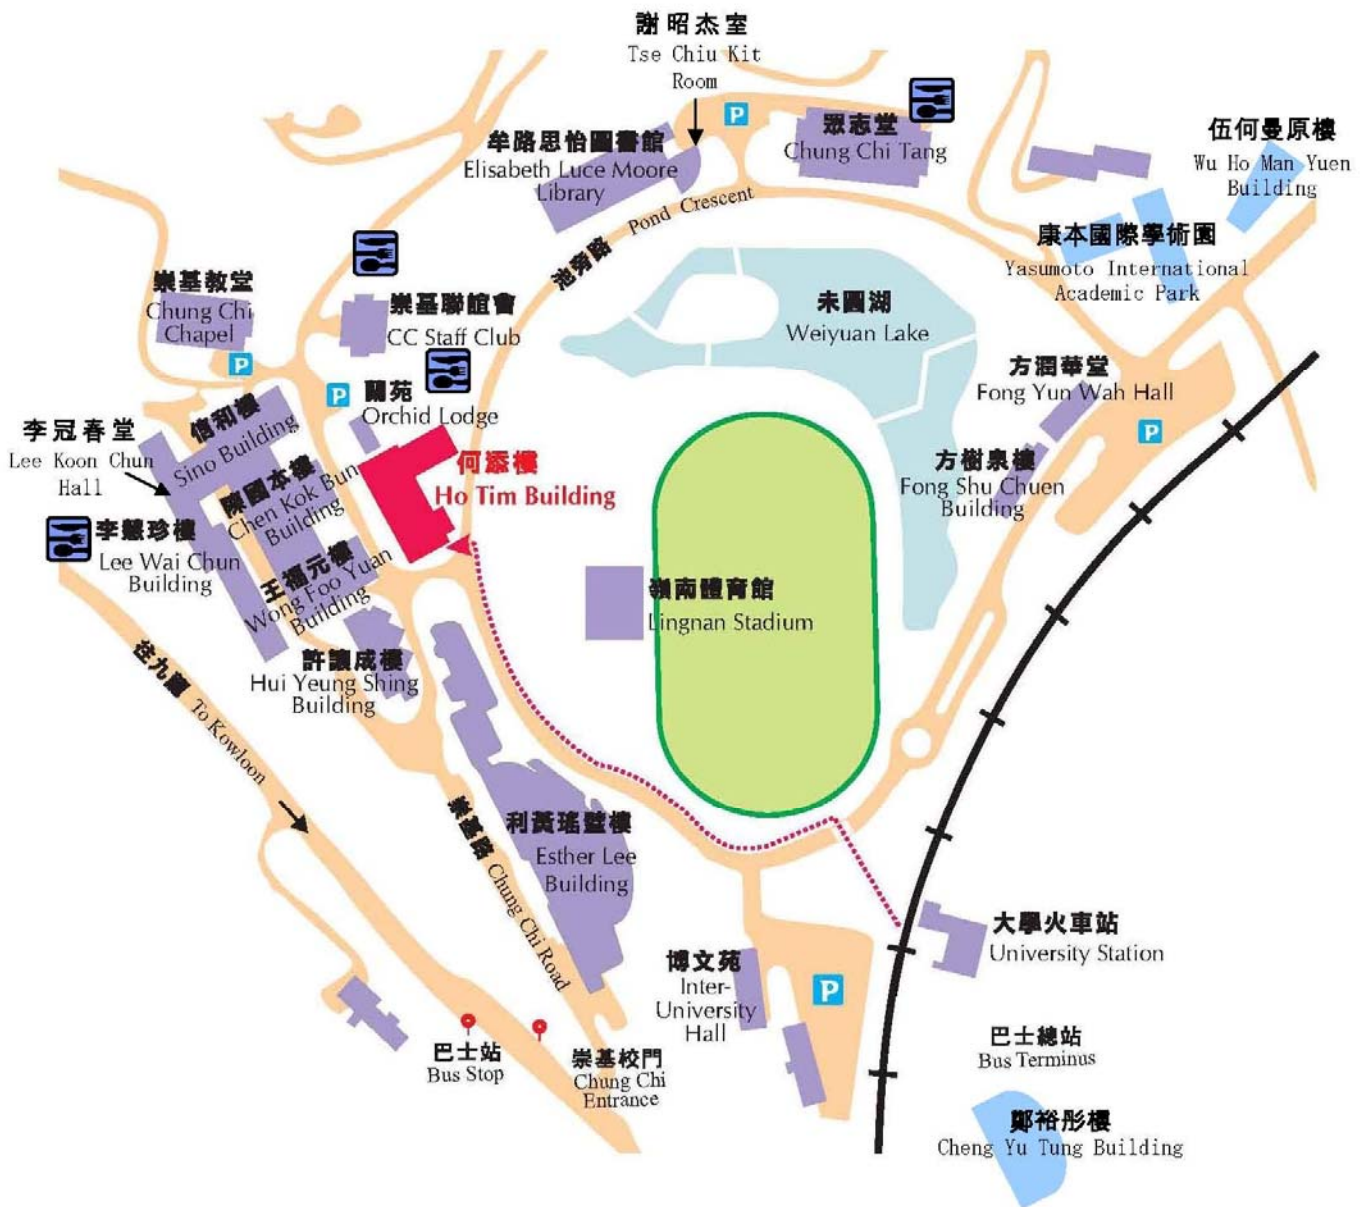 謝昭杰室
Tse Chiu Kit
Room
P
眾志堂
Chung Chi Tang
牟路思怡圖書館
Elisabeth Luce Moore
Library
伍何曼原樓
Wu Ho Man Yuen
Building
池旁路 Pond Crescent
康本國際學術園
Yasumoto International
Academic Park
崇基教堂
Chung Chi
Chapel
崇基聯誼會
CC Staff Club
未圓湖
Weiyuan Lake
P
P
蘭苑
Orchid Lodge
方潤華堂
Fong Yun Wah Hall
P
李冠春堂
Lee Koon Chun
Hall
信和樓
Sino Building
何添樓
Ho Tim Building
方樹泉樓
Fong Shu Chuen
Building
陳國本樓
Chen Kok Bun
Building
李慧珍樓
Lee Wai Chun
Building
王福元樓
Wong Foo Yuan
Building
嶺南體育館
Lingnan Stadium
許讓成樓
Hui Yeung Shing
Building
往九龍 To Kowloon
崇基路 Chung Chi Road
利黃瑤璧樓
Esther Lee
Building
大學火車站
University Station
博文苑
Inter-
University
Hall
P
巴士站
Bus Stop
崇基校門
Chung Chi
Entrance
巴士總站
Bus Terminus
鄭裕彤樓
Cheng Yu Tung Building